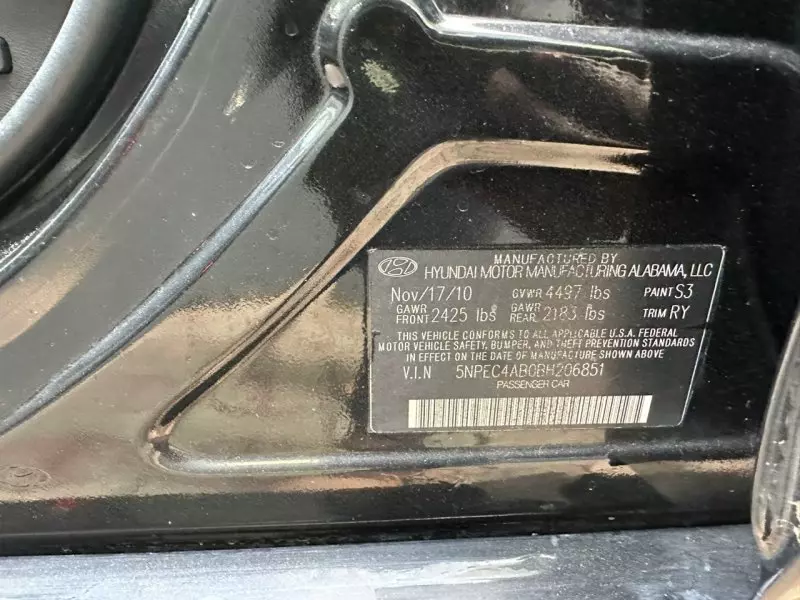 MANUFACTURED BY
HYUNDAI MOTOR MANUFACTURING ALABAMA, LLC
Nov/17/10 GVWR 4497 lbs PAINT S3
GAWR FRONT 2425 lbs GAWR REAR 2183 lbs TRIM RY
THIS VEHICLE CONFORMS TO ALL APPLICABLE U.S.A. FEDERAL
MOTOR VEHICLE SAFETY, BUMPER, AND THEFT PREVENTION STANDARDS
IN EFFECT ON THE DATE OF MANUFACTURE SHOWN ABOVE
V.I.N 5NPEC4AB0BH206851
PASSENGER CAR